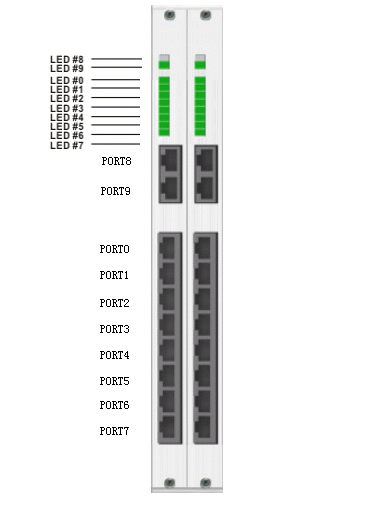 LED #8
LED #9
LED #0
LED #1
LED #2
LED #3
LED #4
LED #5
LED #6
LED #7
PORT8
PORT9
PORT0
PORT1
PORT2
PORT3
PORT4
PORT5
PORT6
PORT7